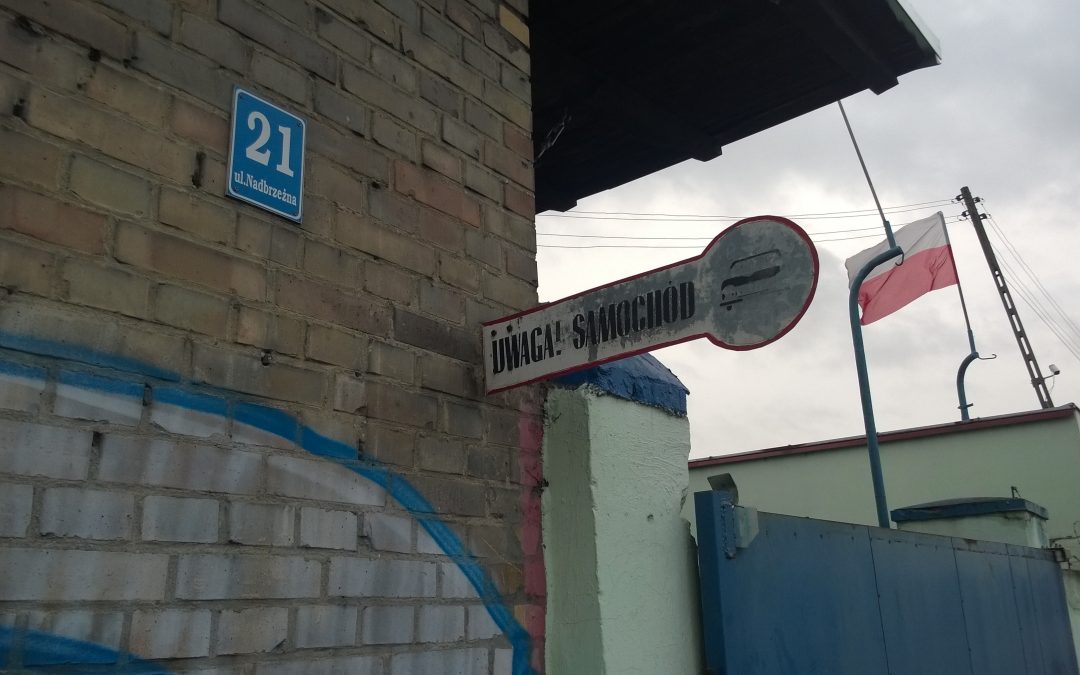 21
ul.Nadbrzeżna
UWAGA! SAMOCHÓD